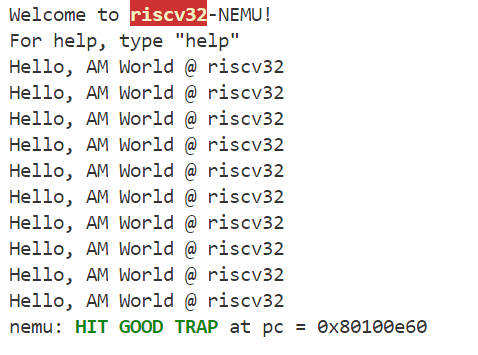 Welcome to riscv32-NEMU!
For help, type "help"
Hello, AM World @ riscv32
Hello, AM World @ riscv32
Hello, AM World @ riscv32
Hello, AM World @ riscv32
Hello, AM World @ riscv32
Hello, AM World @ riscv32
Hello, AM World @ riscv32
Hello, AM World @ riscv32
Hello, AM World @ riscv32
Hello, AM World @ riscv32
nemu: HIT GOOD TRAP at pc = 0x80100e60